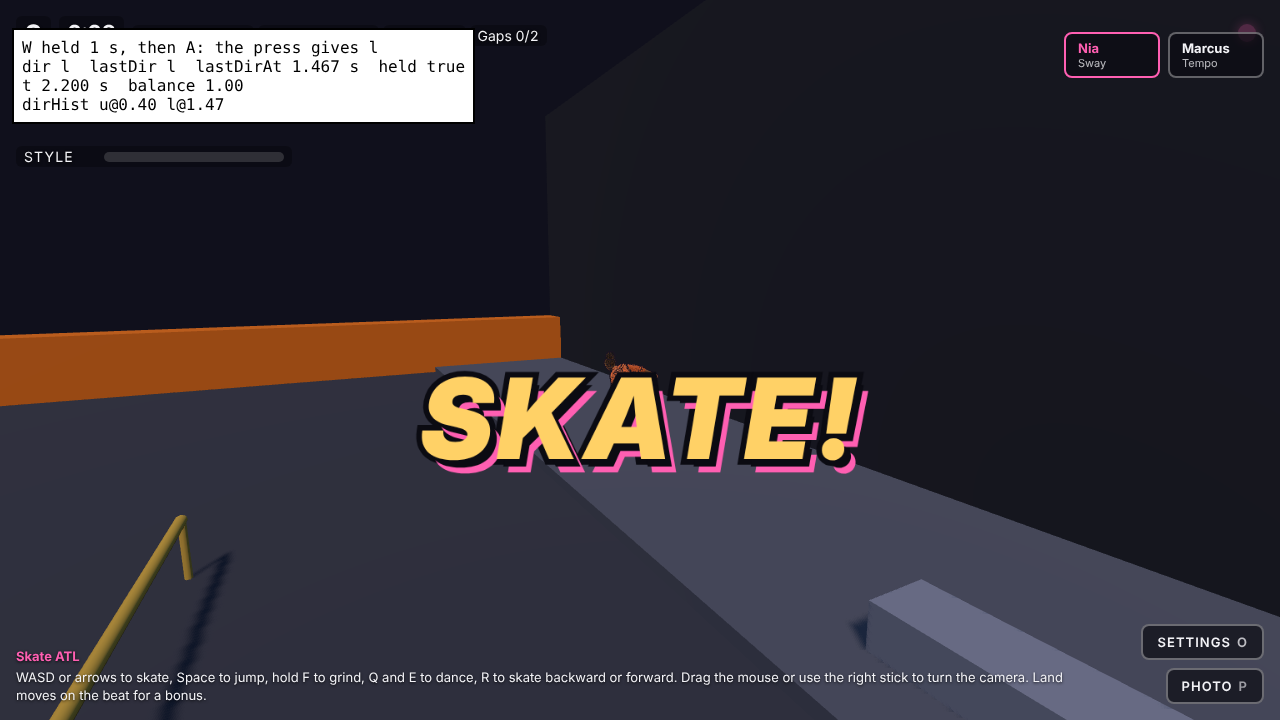 W held 1 s, then A: the press gives l
dir l  lastDir l  lastDirAt 1.467 s  held true
t 2.200 s  balance 1.00
dirHist u@0.40 l@1.47
Gaps 0/2
Nia
Sway
Marcus
Tempo
STYLE
SKATE!
SETTINGS O
PHOTO P
Skate ATL
WASD or arrows to skate, Space to jump, hold F to grind, Q and E to dance, R to skate backward or forward. Drag the mouse or use the right stick to turn the camera. Land
moves on the beat for a bonus.